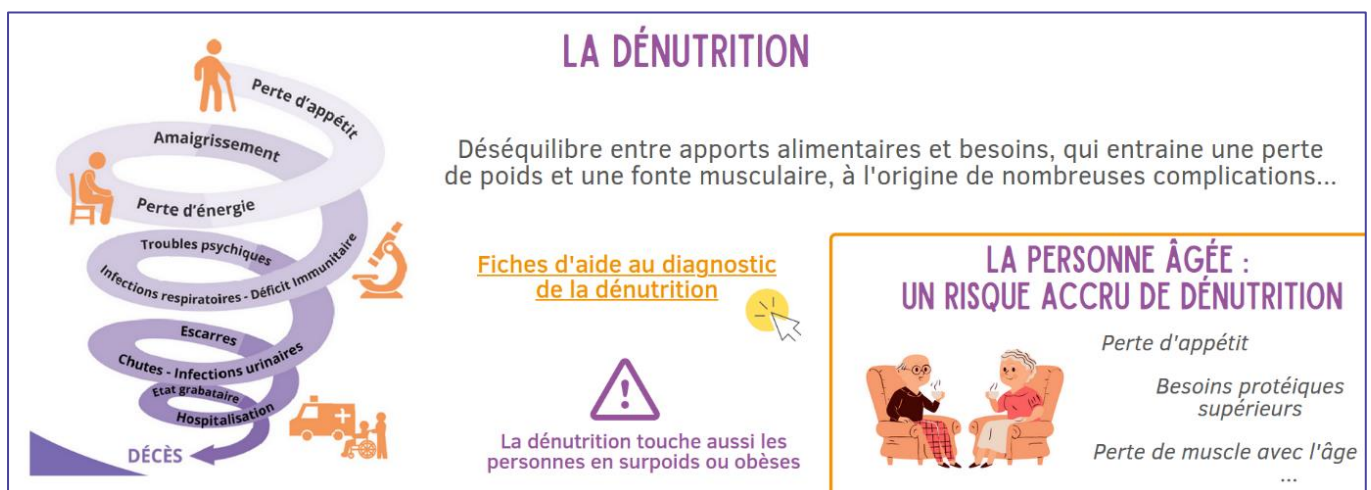 LA DÉNUTRITION
Perte d'appétit
Amaigrissement
Perte d'énergie
Troubles psychiques
Infections respiratoires - Déficit immunitaire
Escarres
Chutes - Infections urinaires
Etat grabataire
Hospitalisation
DÉCÈS
Déséquilibre entre apports alimentaires et besoins, qui entraine une perte
de poids et une fonte musculaire, à l'origine de nombreuses complications...
Fiches d'aide au diagnostic
de la dénutrition
La dénutrition touche aussi les
personnes en surpoids ou obèses
LA PERSONNE ÂGÉE :
UN RISQUE ACCRU DE DÉNUTRITION
Perte d'appétit
Besoins protéiques
supérieurs
Perte de muscle avec l'âge
...